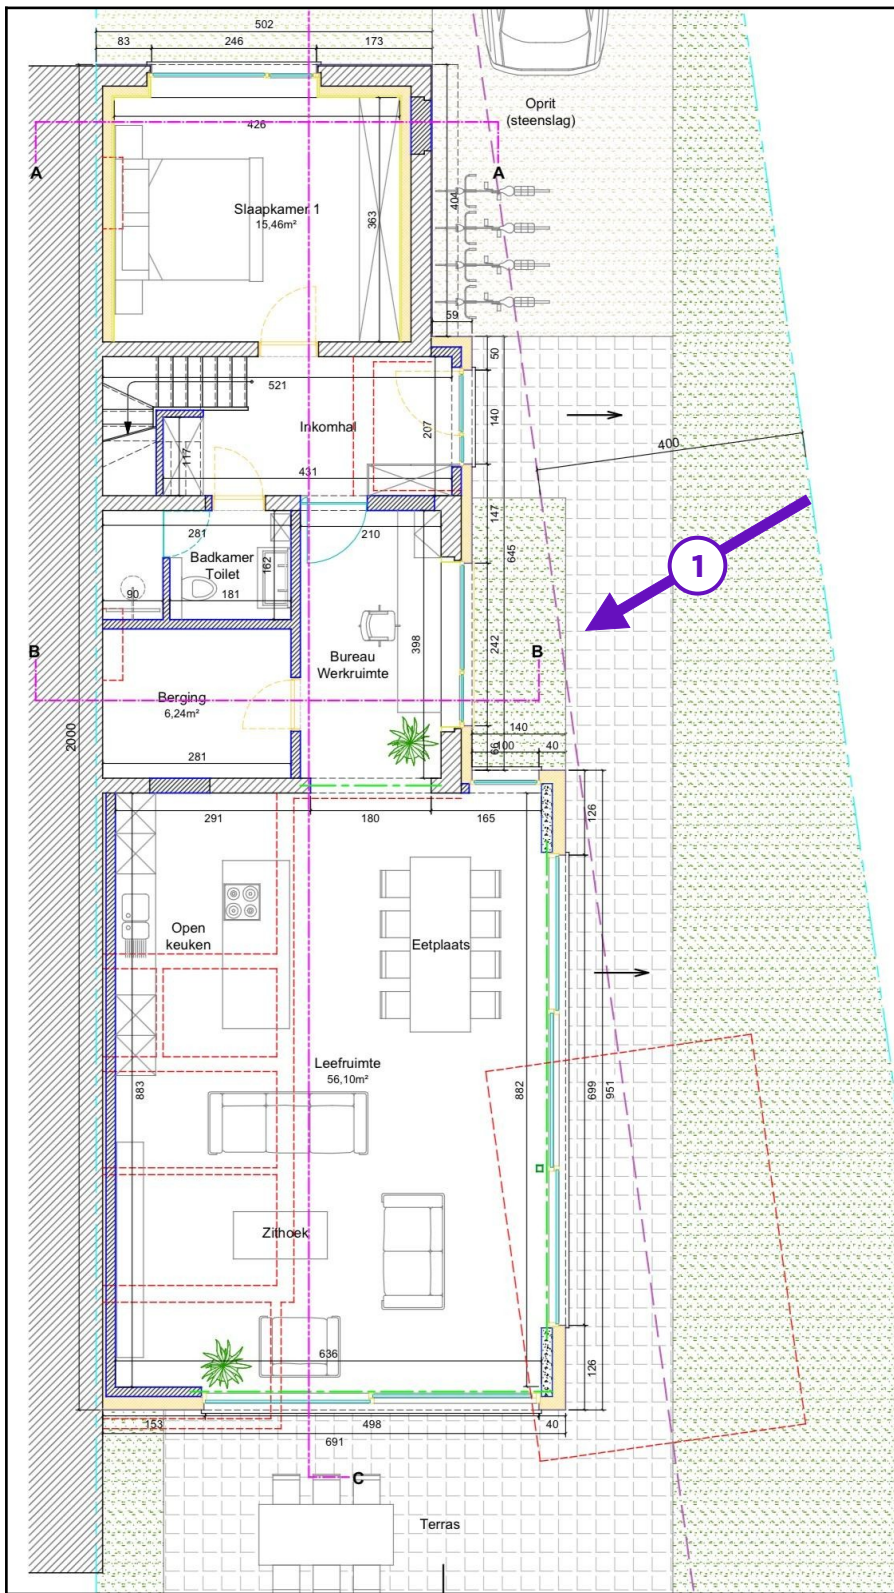 502
83
246
173
Oprit
(steenslag)
426
A
A
Slaapkamer 1
15,46m²
363
404
59
50
521
Inkomhal
207
140
400
117
431
147
281
210
645
1
Badkamer
Toilet
162
90
181
398
242
B
B
Bureau
Werkruimte
Berging
6,24m²
2000
140
66
100
40
281
291
180
165
126
Open
keuken
Eetplaats
Leefruimte
56,10m²
883
882
699
951
Zithoek
636
126
153
498
40
691
C
Terras